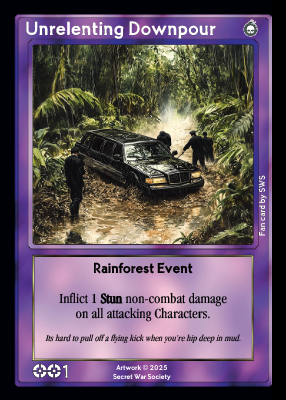 Unrelenting Downpour
Fan card by SWS
Rainforest Event
Inflict 1 Stun non-combat damage
on all attacking Characters.
Its hard to pull off a flying kick when you're hip deep in mud.
1
Artwork © 2025
Secret War Society